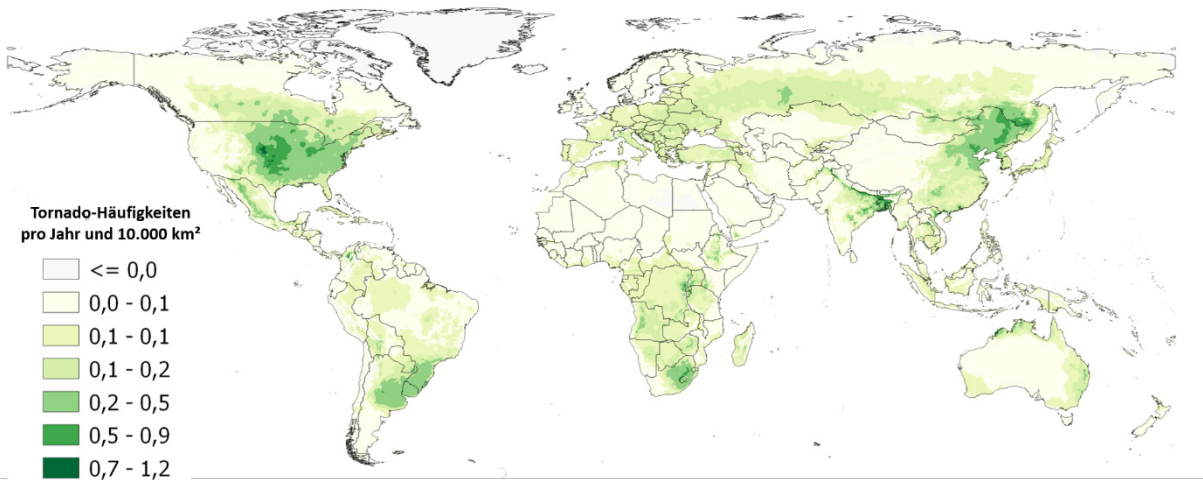 Tornado-Häufigkeiten
pro Jahr und 10.000 km²
<= 0,0
0,0 - 0,1
0,1 - 0,1
0,1 - 0,2
0,2 - 0,5
0,5 - 0,9
0,7 - 1,2